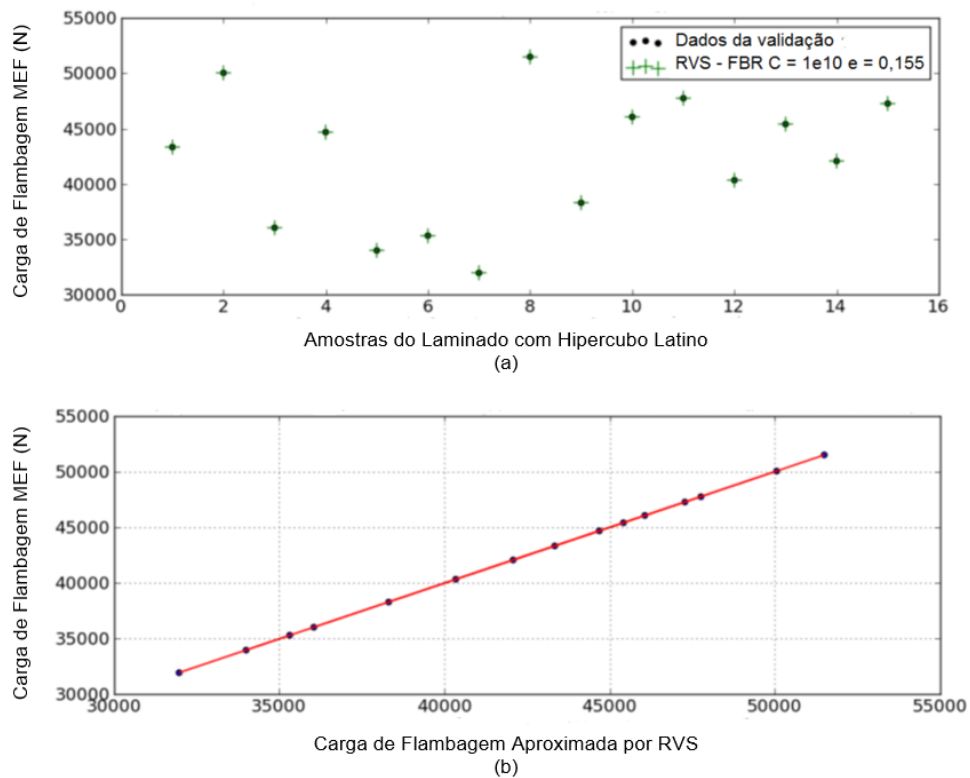 55000
50000
45000
40000
35000
30000
Carga de Flambagem MEF (N)
Dados da validação
RVS - FBR C = 1e10 e = 0,155
0 2 4 6 8 10 12 14 16
Amostras do Laminado com Hipercubo Latino
(a)
55000
50000
45000
40000
35000
30000
Carga de Flambagem MEF (N)
30000 35000 40000 45000 50000 55000
Carga de Flambagem Aproximada por RVS
(b)